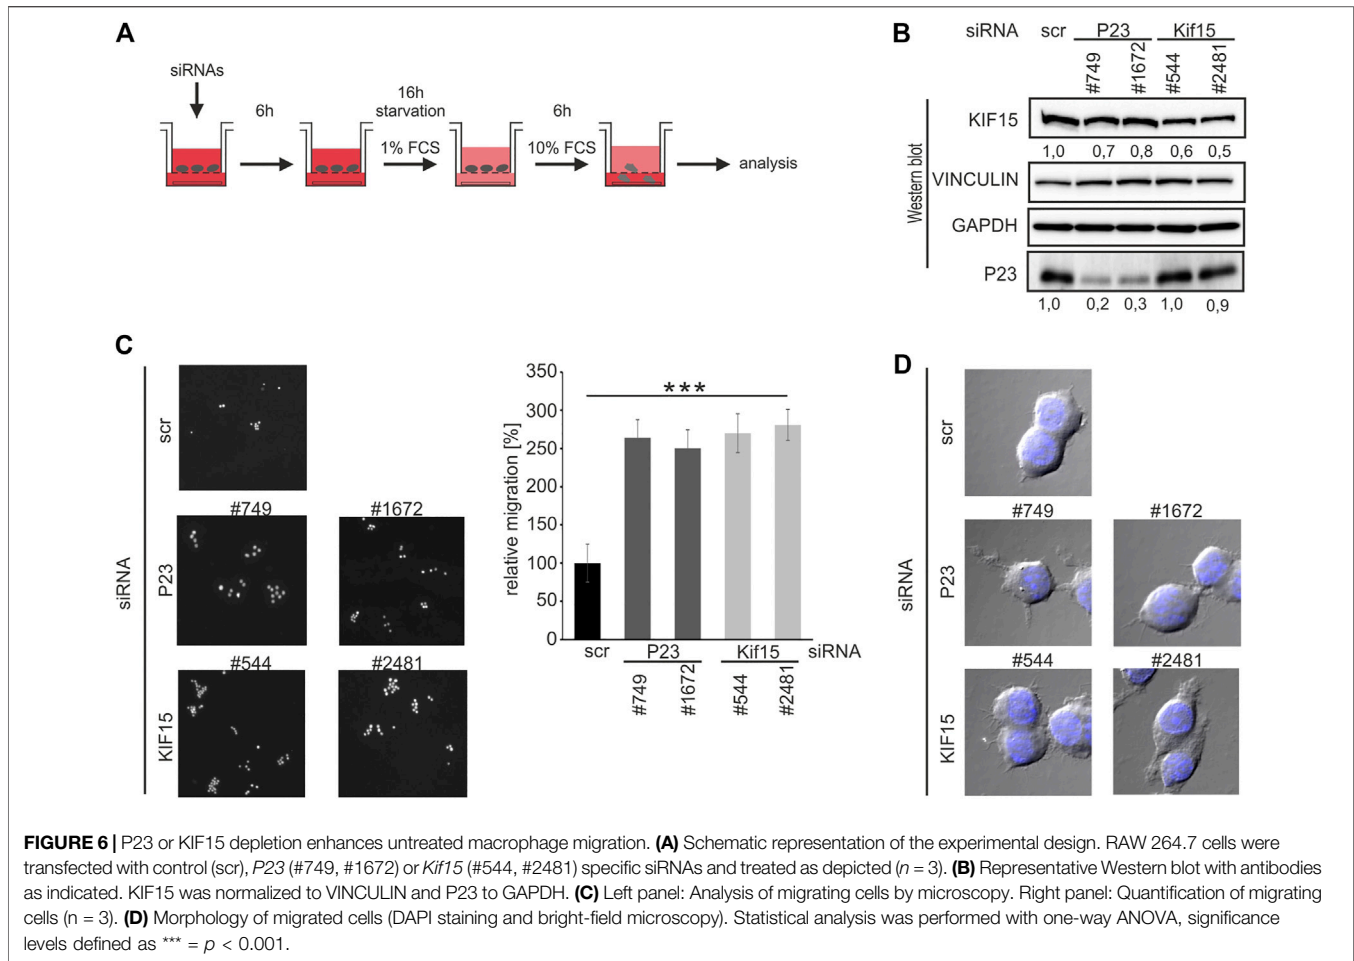 A
siRNAs
6h
16h
starvation
1% FCS
6h
10% FCS
analysis
B
siRNA scr P23 Kif15
#749 #1672 #544 #2481
Western blot
KIF15
1,0 0,7 0,8 0,6 0,5
VINCULIN
GAPDH
P23
1,0 0,2 0,3 1,0 0,9
C
siRNA
scr
P23
#749 #1672
KIF15
#544 #2481
relative migration [%]
350
300
250
200
150
100
50
0
***
scr P23 Kif15 siRNA
#749 #1672 #544 #2481
D
siRNA
scr
P23
#749 #1672
KIF15
#544 #2481
FIGURE 6 | P23 or KIF15 depletion enhances untreated macrophage migration. (A) Schematic representation of the experimental design. RAW 264.7 cells were
transfected with control (scr), P23 (#749, #1672) or Kif15 (#544, #2481) specific siRNAs and treated as depicted (n = 3). (B) Representative Western blot with antibodies
as indicated. KIF15 was normalized to VINCULIN and P23 to GAPDH. (C) Left panel: Analysis of migrating cells by microscopy. Right panel: Quantification of migrating
cells (n = 3). (D) Morphology of migrated cells (DAPI staining and bright-field microscopy). Statistical analysis was performed with one-way ANOVA, significance
levels defined as *** = p < 0.001.